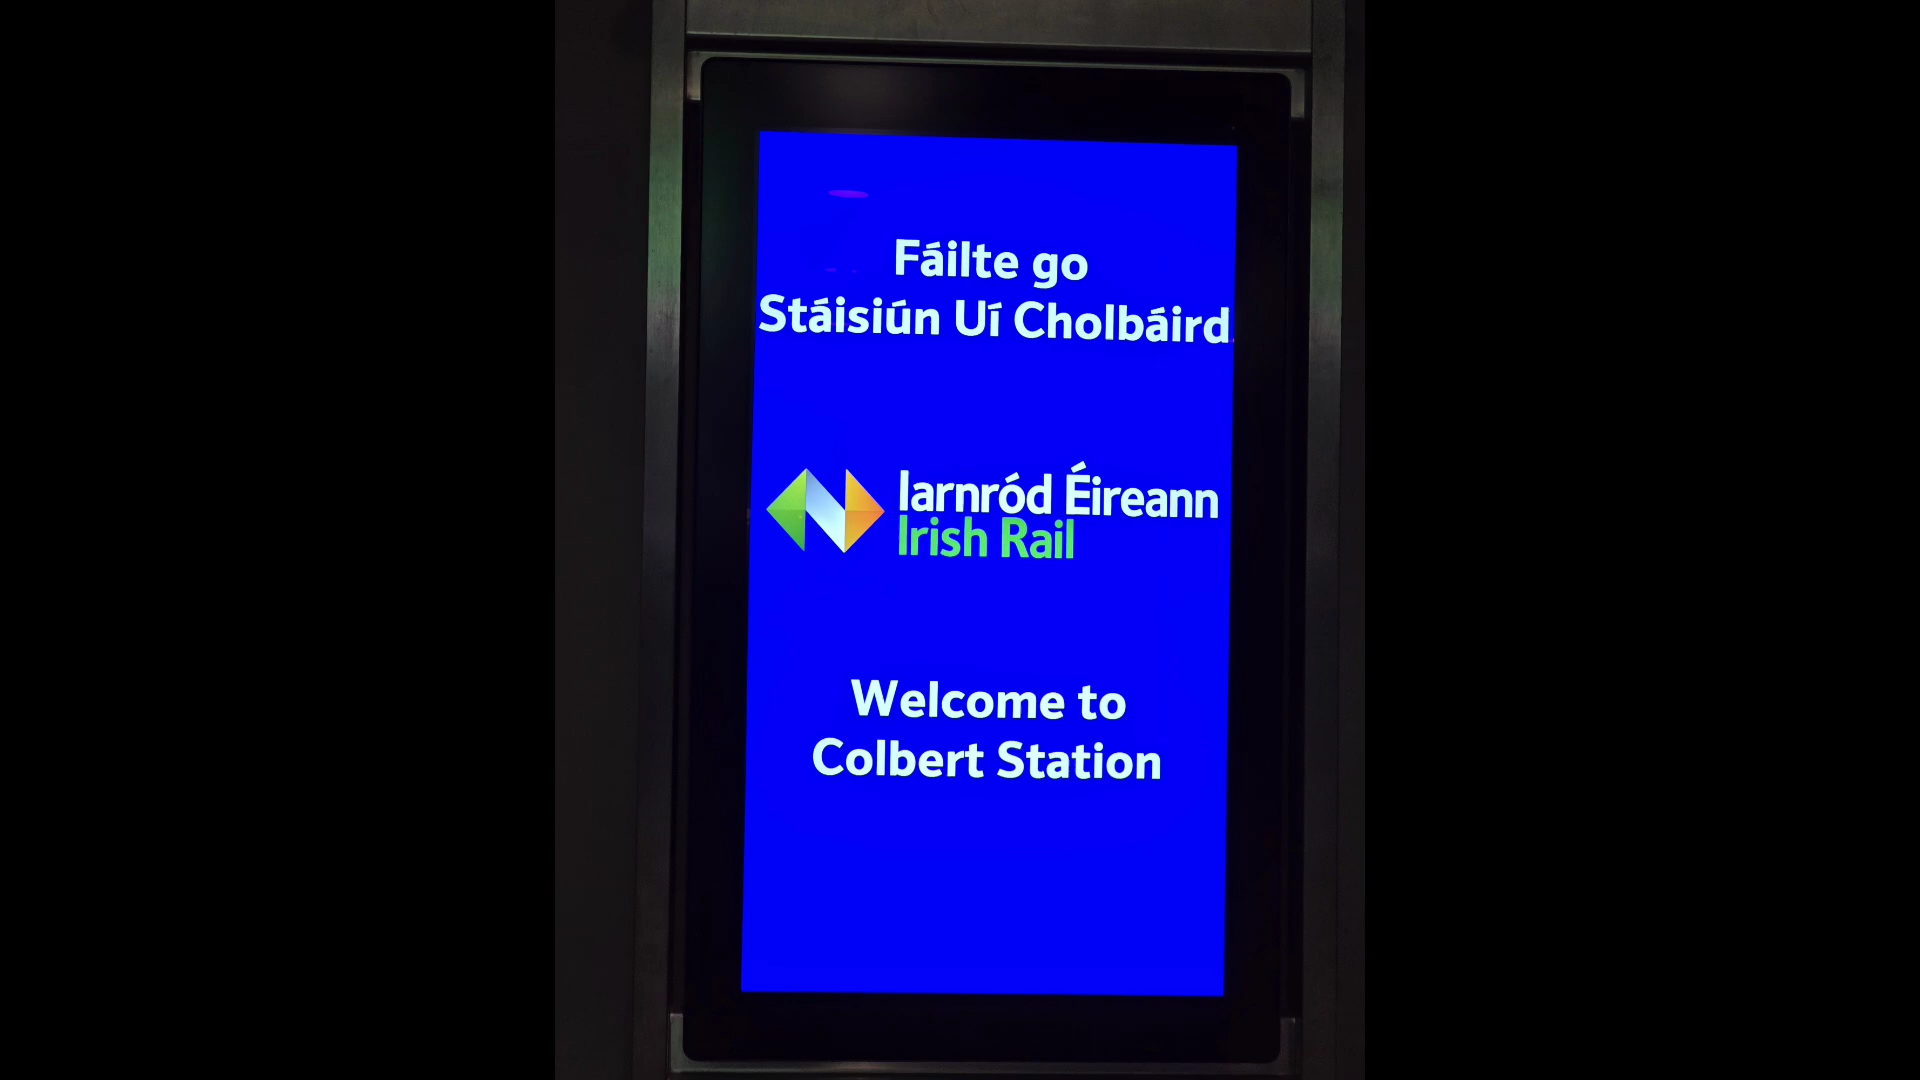 Fáilte go
Stáisiún Uí Cholbáird
Iarnród Éireann
Irish Rail
Welcome to
Colbert Station